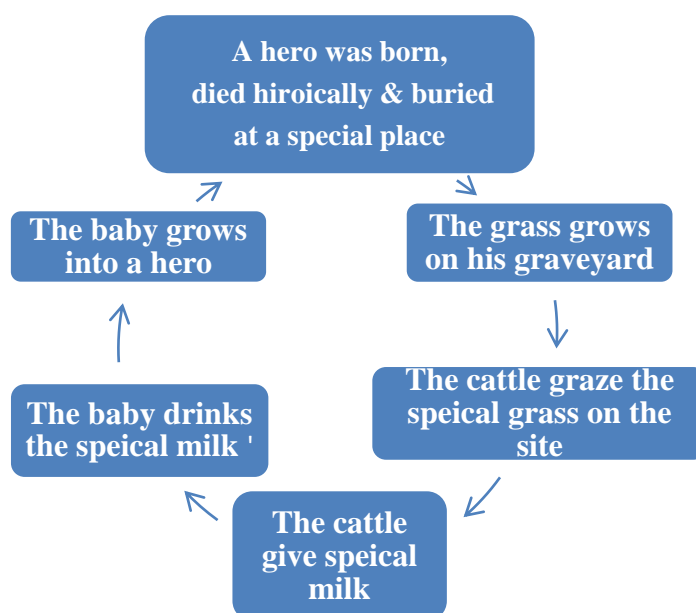 A hero was born,
died hiroically & buried
at a special place
The grass grows
on his graveyard
The cattle graze the
speical grass on the
site
The cattle
give speical
milk
The baby drinks
the speical milk '
The baby grows
into a hero